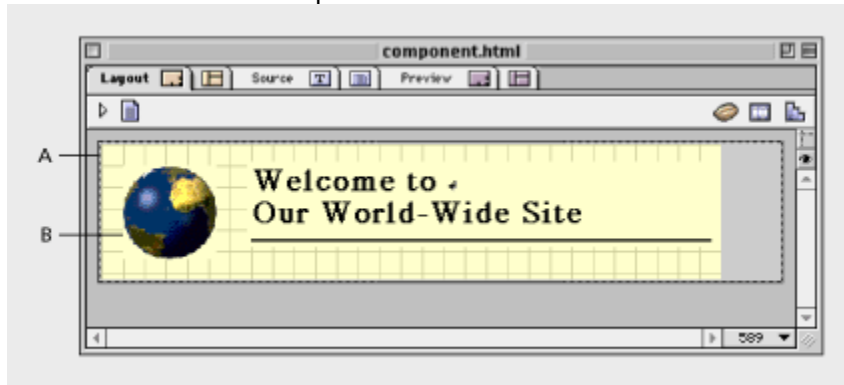 component.html
Layout Source Preview
A
Welcome to
Our World-Wide Site
B
589